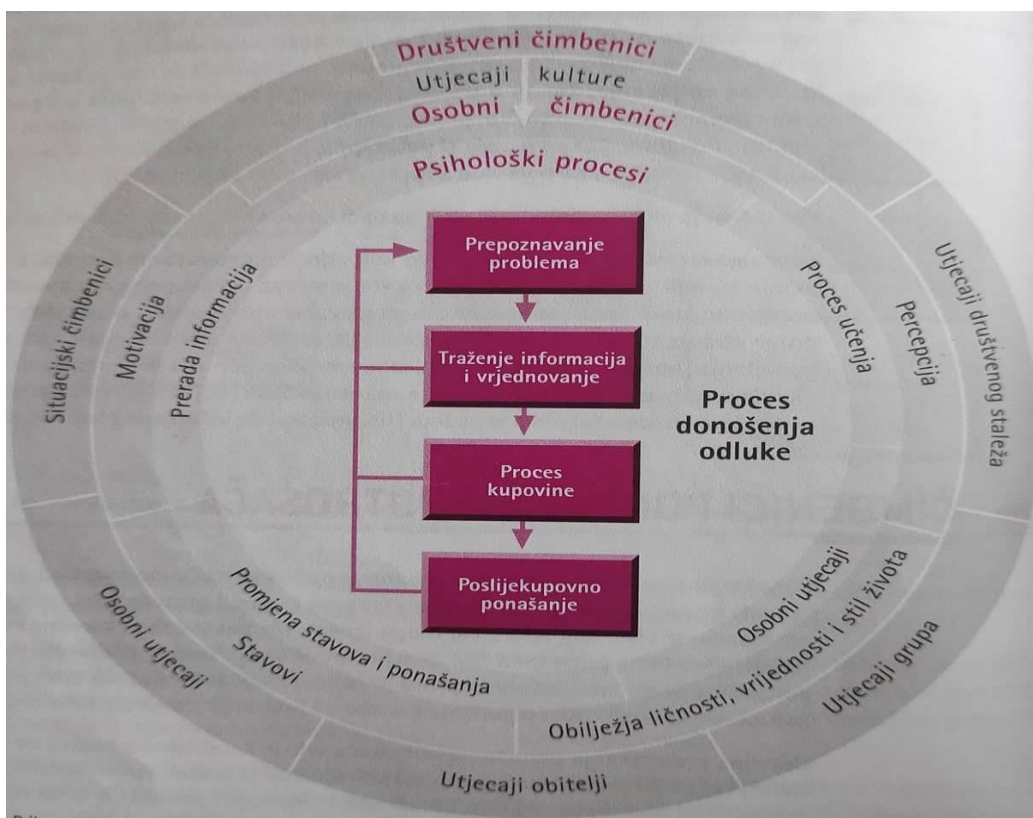 Društveni čimbenici
Utjecaji kulture
Osobni čimbenici
Psihološki procesi
Prepoznavanje
problema
Traženje informacija
i vrjednovanje
Proces
kupovine
Poslijekupovno
ponašanje
Proces
donošenja
odluke
Situacijski čimbenici
Motivacija
Prerada informacija
Proces učenja
Percepcija
Utjecaji društvenog staleža
Osobni utjecaji
Stavovi
Promjena stavova i ponašanja
Osobni utjecaji
Obilježja ličnosti, vrijednosti i stil života
Utjecaji grupa
Utjecaji obitelji